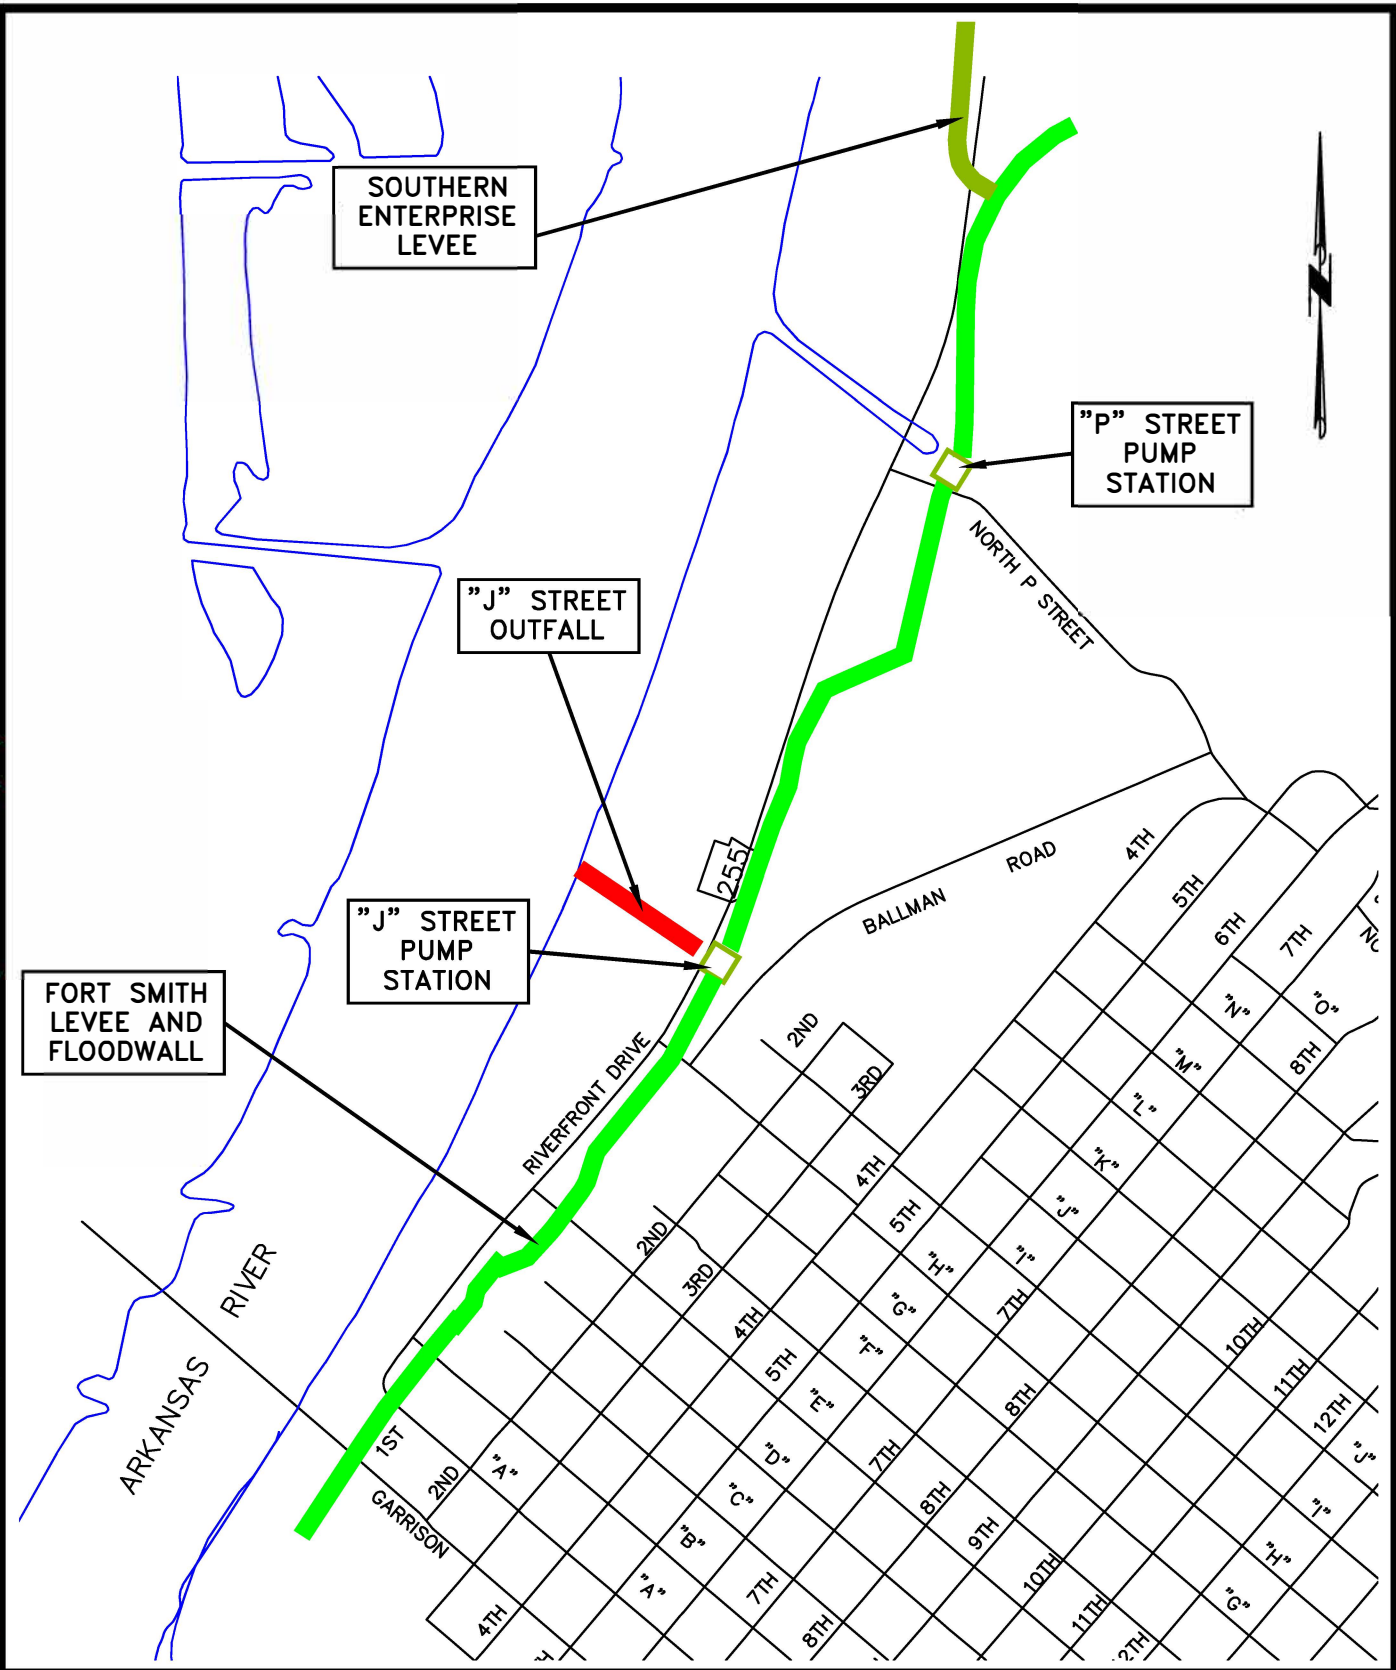 SOUTHERN
ENTERPRISE
LEVEE
N
"P" STREET
PUMP
STATION
NORTH P STREET
"J" STREET
OUTFALL
255
BALLMAN ROAD
4TH
5TH
6TH
7TH
"J" STREET
PUMP
STATION
FORT SMITH
LEVEE AND
FLOODWALL
"N"
"O"
8TH
2ND
3RD
"M"
"L"
RIVERFRONT DRIVE
"K"
4TH
5TH
"J"
2ND
3RD
"H"
"I"
RIVER
ARKANSAS
4TH
"G"
7TH
5TH
"F"
10TH
"E"
8TH
11TH
12TH
1ST
2ND
"A"
"D"
7TH
"J"
GARRISON
"C"
8TH
"I"
"B"
9TH
"H"
"A"
7TH
10TH
"G"
4TH
8TH
11TH